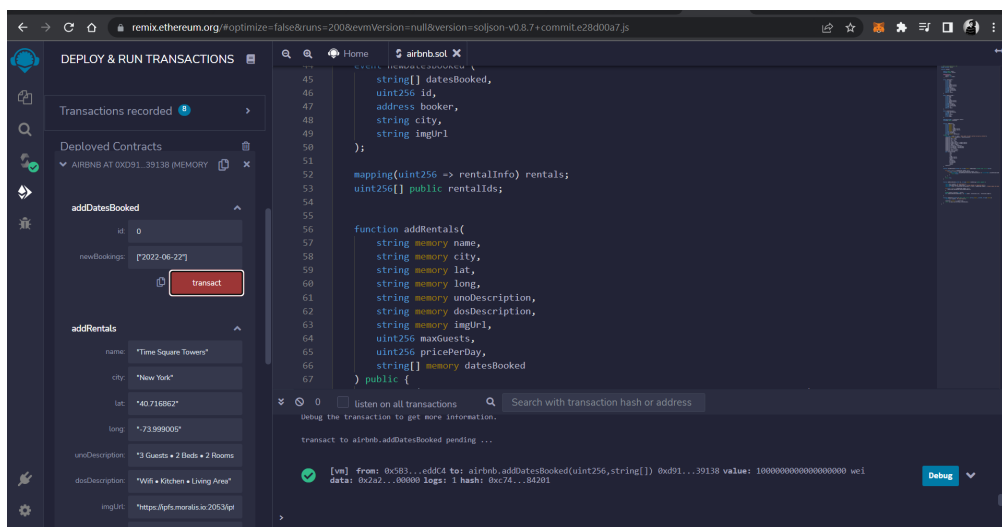 remix.ethereum.org/#optimize=false&runs=200&evmVersion=null&version=soljson-v0.8.7+commit.e28d00a7.js
DEPLOY & RUN TRANSACTIONS
Transactions recorded 8
Deployed Contracts
AIRBNB AT 0XD91...39138 (MEMORY
addDatesBooked
id: 0
newBookings: ["2022-06-22"]
transact
addRentals
name: "Time Square Towers"
city: "New York"
lat: "40.716862"
long: "-73.999005"
unoDescription: "3 Guests • 2 Beds • 2 Rooms
dosDescription: "Wifi • Kitchen • Living Area"
imgUrl: "https://ipfs.moralis.io:2053/ip
Home
airbnb.sol
45 string[] datesBooked,
46 uint256 id,
47 address booker,
48 string city,
49 string imgUrl
50 );
51
52 mapping(uint256 => rentalInfo) rentals;
53 uint256[] public rentalIds;
54
55
56 function addRentals(
57 string memory name,
58 string memory city,
59 string memory lat,
60 string memory long,
61 string memory unoDescription,
62 string memory dosDescription,
63 string memory imgUrl,
64 uint256 maxGuests,
65 uint256 pricePerDay,
66 string[] memory datesBooked
67 ) public {
0
listen on all transactions
Search with transaction hash or address
Debug the transaction to get more information.
transact to airbnb.addDatesBooked pending ...
[vm] from: 0x5B3...eddC4 to: airbnb.addDatesBooked(uint256,string[]) 0xd91...39138 value: 1000000000000000000 wei
data: 0x2a2...00000 logs: 1 hash: 0xc74...84201
Debug
>